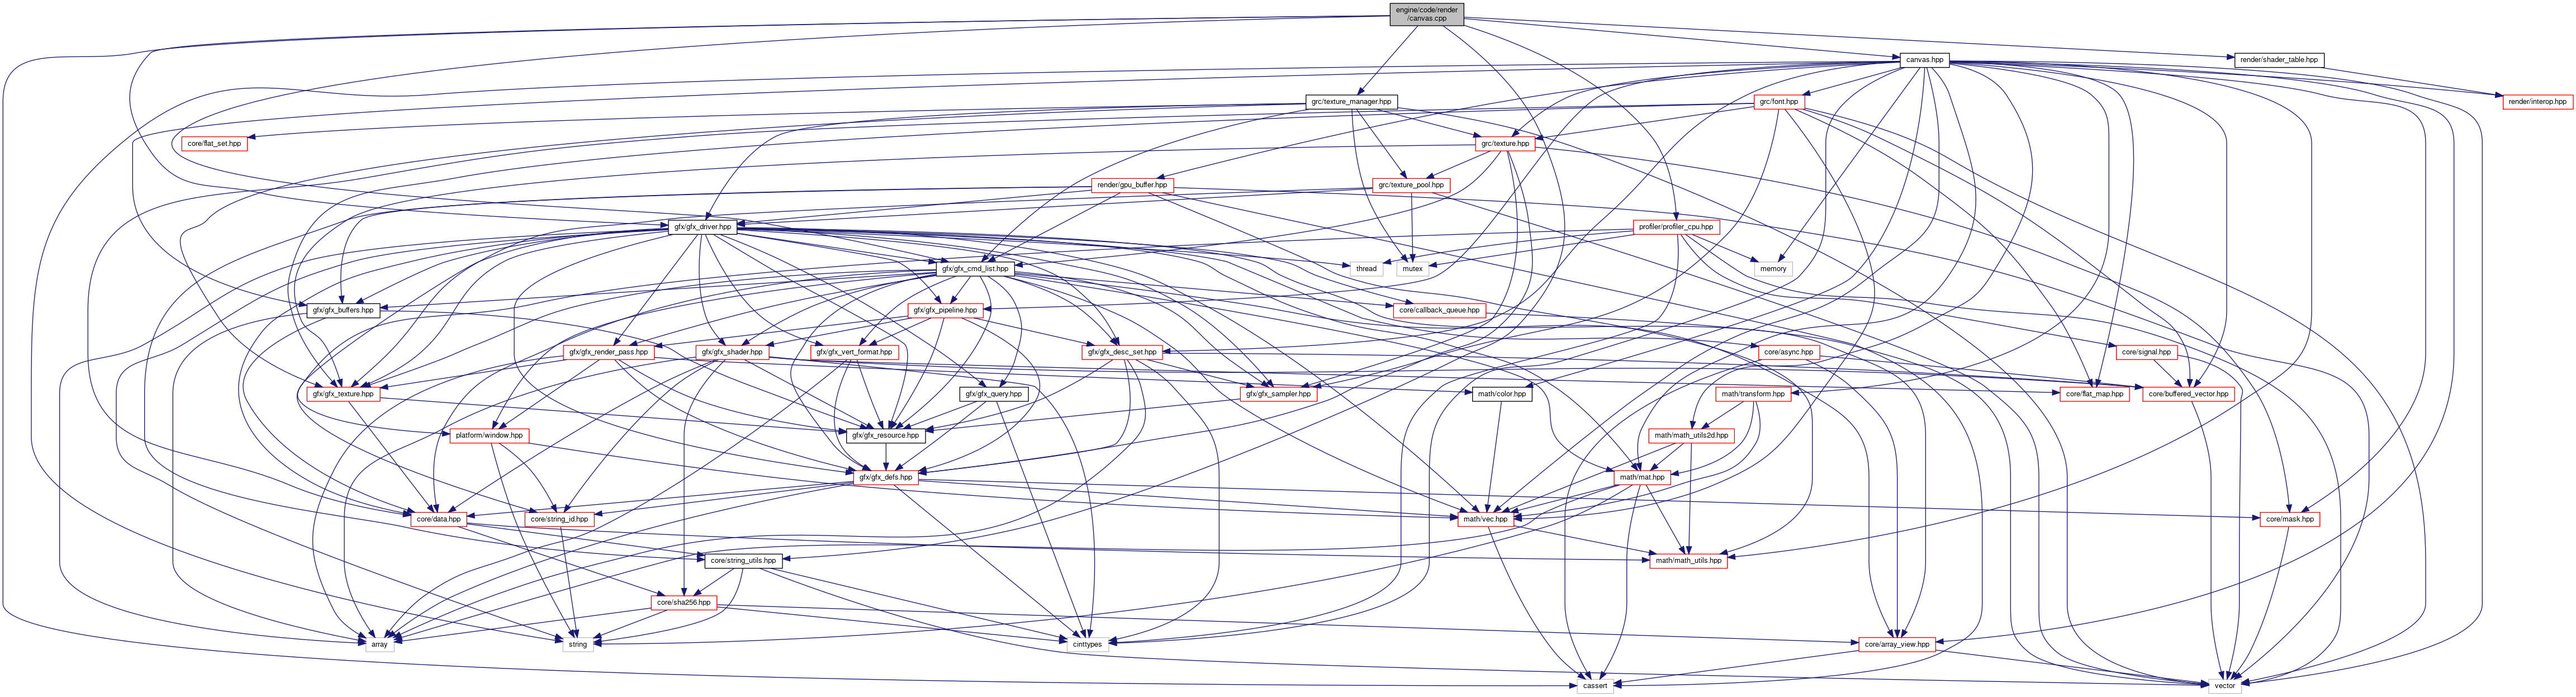 engine/code/render
/canvas.cpp
canvas.hpp
render/shader_table.hpp
grc/texture_manager.hpp
grc/font.hpp
render/interop.hpp
core/flat_set.hpp
grc/texture.hpp
render/gpu_buffer.hpp
grc/texture_pool.hpp
gfx/gfx_driver.hpp
profiler/profiler_cpu.hpp
gfx/gfx_cmd_list.hpp
thread
mutex
memory
gfx/gfx_buffers.hpp
gfx/gfx_pipeline.hpp
core/callback_queue.hpp
gfx/gfx_render_pass.hpp
gfx/gfx_shader.hpp
gfx/gfx_vert_format.hpp
gfx/gfx_desc_set.hpp
core/async.hpp
core/signal.hpp
gfx/gfx_texture.hpp
gfx/gfx_query.hpp
gfx/gfx_sampler.hpp
math/color.hpp
math/transform.hpp
core/flat_map.hpp
core/buffered_vector.hpp
platform/window.hpp
gfx/gfx_resource.hpp
math/math_utils2d.hpp
gfx/gfx_defs.hpp
math/mat.hpp
core/data.hpp
core/string_id.hpp
math/vec.hpp
core/mask.hpp
core/string_utils.hpp
math/math_utils.hpp
core/sha256.hpp
array
string
cinttypes
core/array_view.hpp
cassert
vector